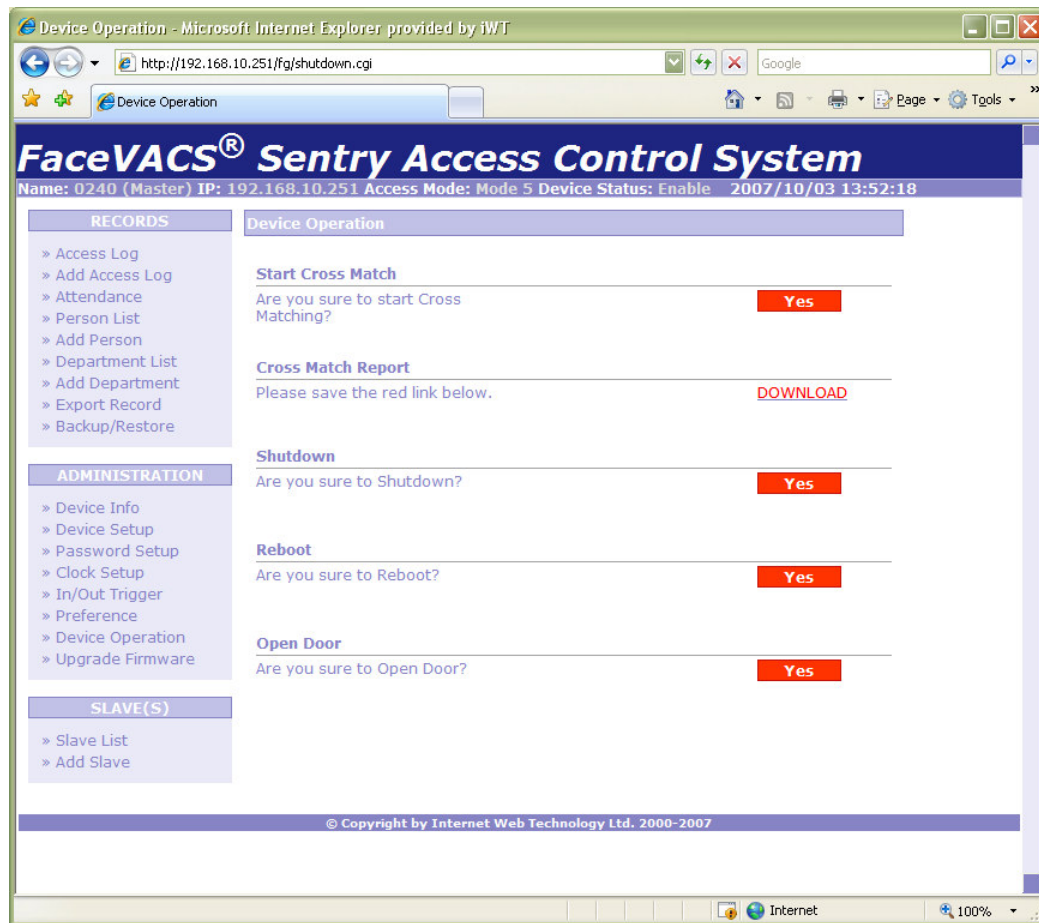 Device Operation - Microsoft Internet Explorer provided by iWT
http://192.168.10.251/fg/shutdown.cgi
Google
Device Operation
Page
Tools
FaceVACS® Sentry Access Control System
Name: 0240 (Master) IP: 192.168.10.251 Access Mode: Mode 5 Device Status: Enable 2007/10/03 13:52:18
RECORDS
» Access Log
» Add Access Log
» Attendance
» Person List
» Add Person
» Department List
» Add Department
» Export Record
» Backup/Restore
ADMINISTRATION
» Device Info
» Device Setup
» Password Setup
» Clock Setup
» In/Out Trigger
» Preference
» Device Operation
» Upgrade Firmware
SLAVE(S)
» Slave List
» Add Slave
Device Operation
Start Cross Match
Are you sure to start Cross
Matching?
Yes
Cross Match Report
Please save the red link below.
DOWNLOAD
Shutdown
Are you sure to Shutdown?
Yes
Reboot
Are you sure to Reboot?
Yes
Open Door
Are you sure to Open Door?
Yes
© Copyright by Internet Web Technology Ltd. 2000-2007
Internet
100%